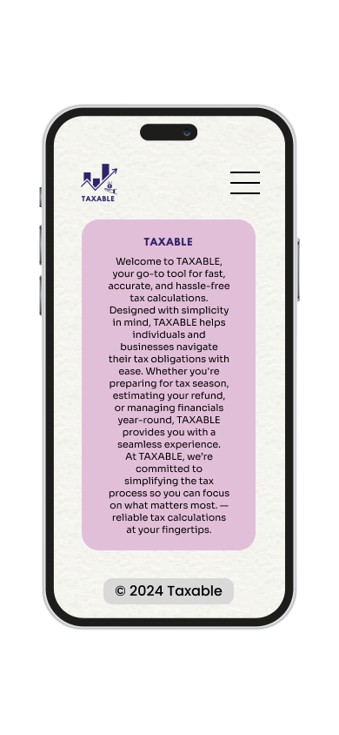 TAXABLE
TAXABLE
Welcome to TAXABLE,
your go-to tool for fast,
accurate, and hassle-free
tax calculations.
Designed with simplicity
in mind, TAXABLE helps
individuals and
businesses navigate
their tax obligations with
ease. Whether you're
preparing for tax season,
estimating your refund,
or managing financials
year-round, TAXABLE
provides you with a
seamless experience.
At TAXABLE, we're
committed to
simplifying the tax
process so you can focus
on what matters most. —
reliable tax calculations
at your fingertips.
© 2024 Taxable